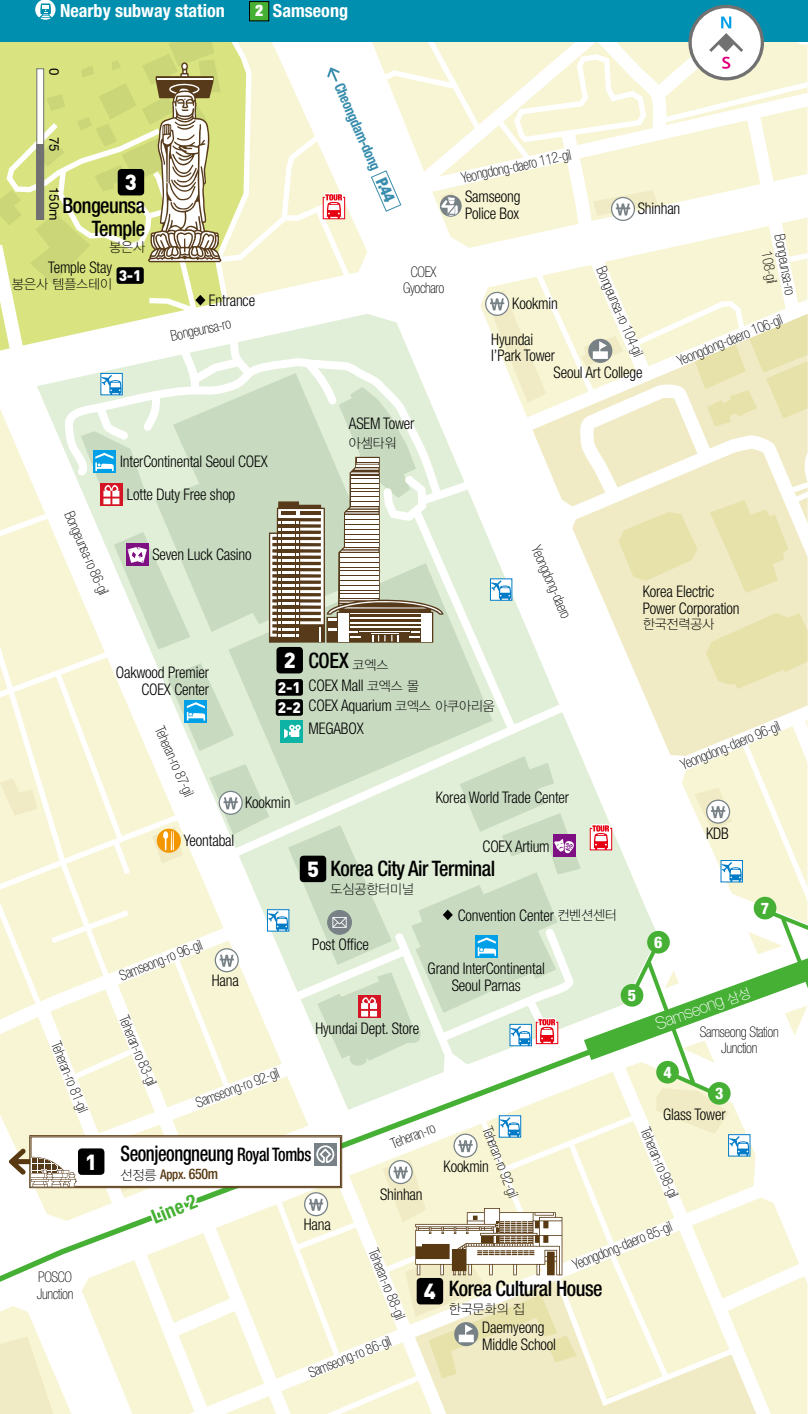 Nearby subway station 2 Samseong
N
S
0
75
150m
Cheongdam-dong P.44
3
Bongeunsa
Temple
봉은사
Temple Stay
봉은사 템플스테이 3-1
Entrance
TOUR
Yeongdong-daero 112-gil
Samseong
Police Box
Shinhan
COEX
Gyocharo
Bongeunsa-ro
108-gil
Bongeunsa-ro
Kookmin
Bongeunsa-ro 104-gil
Hyundai
I'Park Tower
Seoul Art College
Yeongdong-daero 106-gil
ASEM Tower
아셈타워
InterContinental Seoul COEX
Lotte Duty Free shop
Bongeunsa-ro 86-gil
Seven Luck Casino
Yeongdong-daero
Korea Electric
Power Corporation
한국전력공사
2 COEX 코엑스
2-1 COEX Mall 코엑스 몰
2-2 COEX Aquarium 코엑스 아쿠아리움
MEGABOX
Oakwood Premier
COEX Center
Teheran-ro 87-gil
Yeongdong-daero 96-gil
Kookmin
Korea World Trade Center
KDB
Yeontabal
COEX Artium
TOUR
5 Korea City Air Terminal
도심공항터미널
Convention Center 컨벤션센터
Post Office
7
6
5
Samseong-ro 96-gil
Hana
Grand InterContinental
Seoul Parnas
Samseong 삼성
Hyundai Dept. Store
TOUR
Samseong Station
Junction
Teheran-ro 83-gil
Teheran-ro 81-gil
Samseong-ro 92-gil
4
3
Glass Tower
Teheran-ro
Kookmin
Teheran-ro 92-gil
Teheran-ro 98-gil
1
Seonjeongneung Royal Tombs
선정릉 Appx. 650m
Shinhan
Line 2
Hana
Yeongdong-daero 85-gil
POSCO
Junction
Teheran-ro 88-gil
4 Korea Cultural House
한국문화의 집
Daemyeong
Middle School
Samseong-ro 86-gil